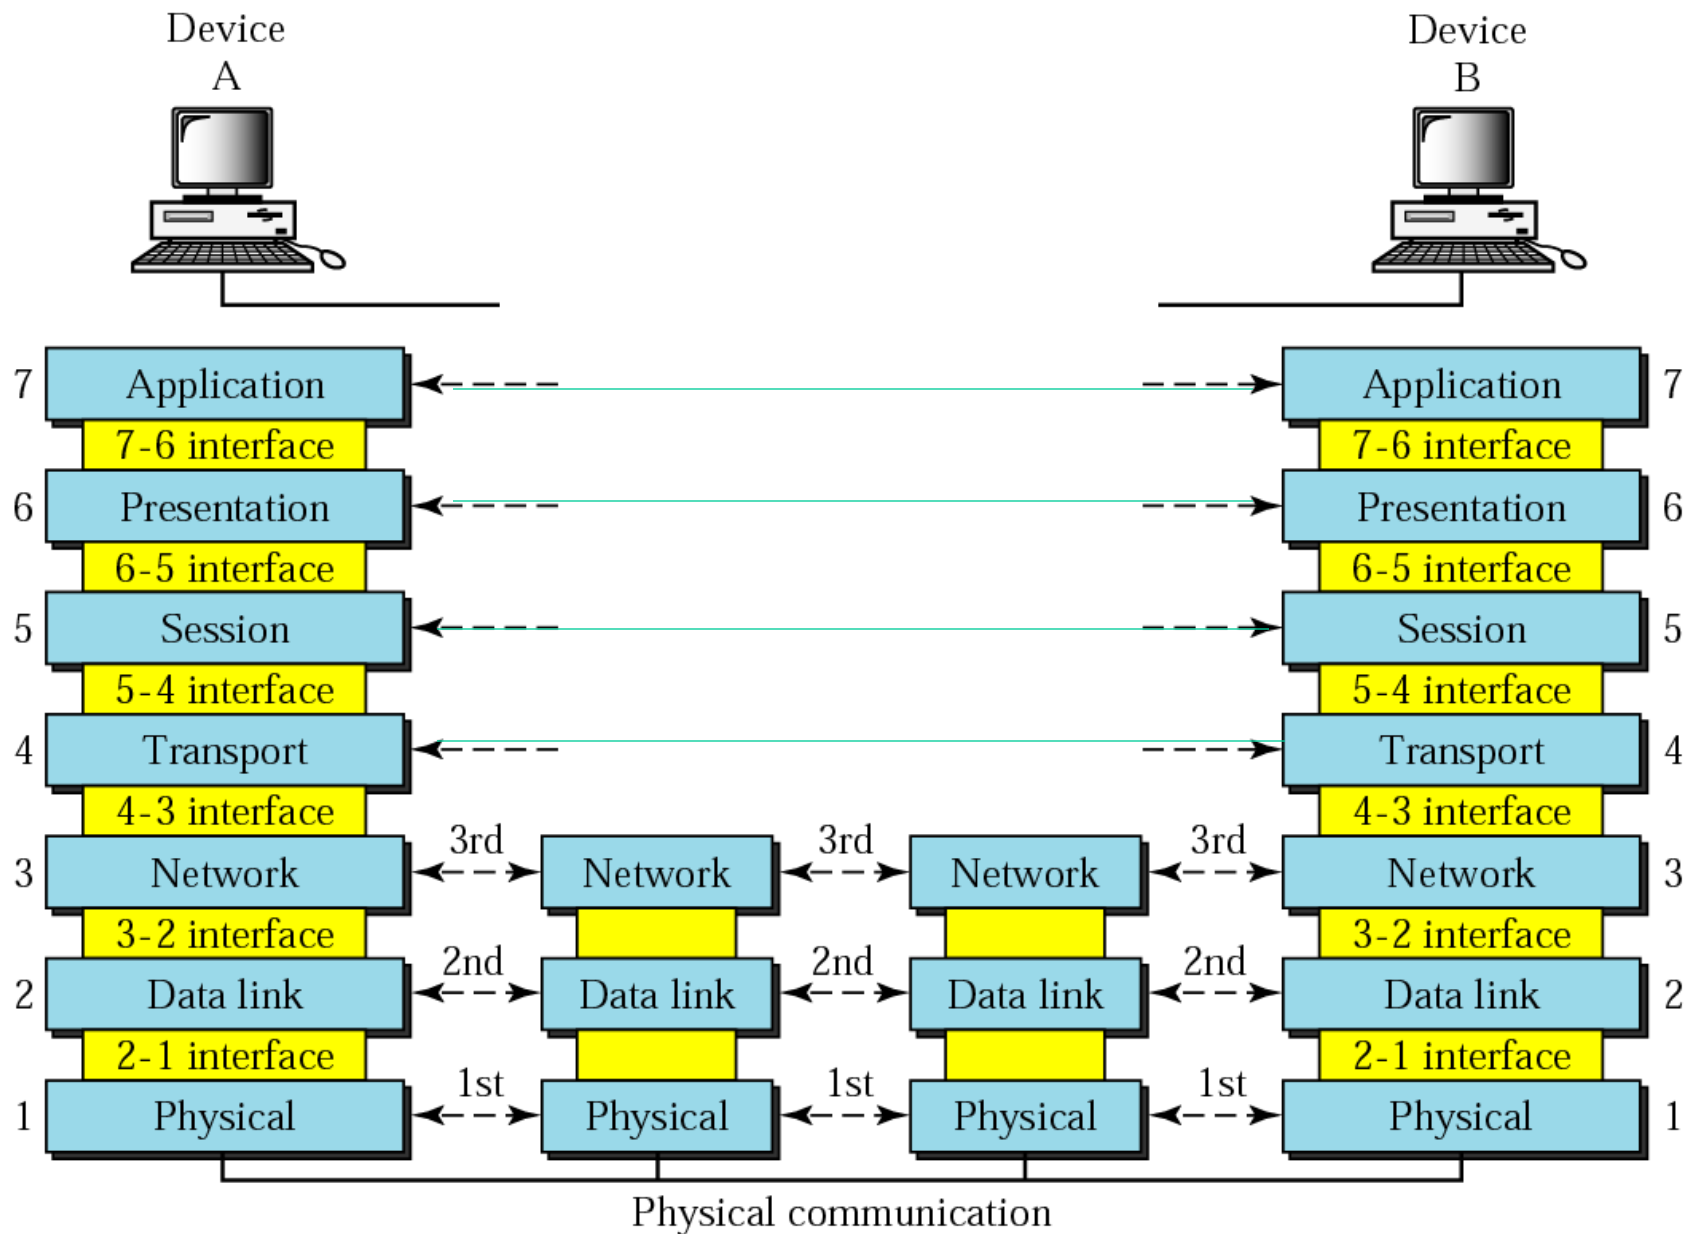 Device
A
Device
B
7 Application Application 7
7-6 interface 7-6 interface
6 Presentation Presentation 6
6-5 interface 6-5 interface
5 Session Session 5
5-4 interface 5-4 interface
4 Transport Transport 4
4-3 interface 4-3 interface
3rd 3rd 3rd
3 Network Network Network Network 3
3-2 interface 3-2 interface
2nd 2nd 2nd
2 Data link Data link Data link Data link 2
2-1 interface 2-1 interface
1st 1st 1st
1 Physical Physical Physical Physical 1
Physical communication